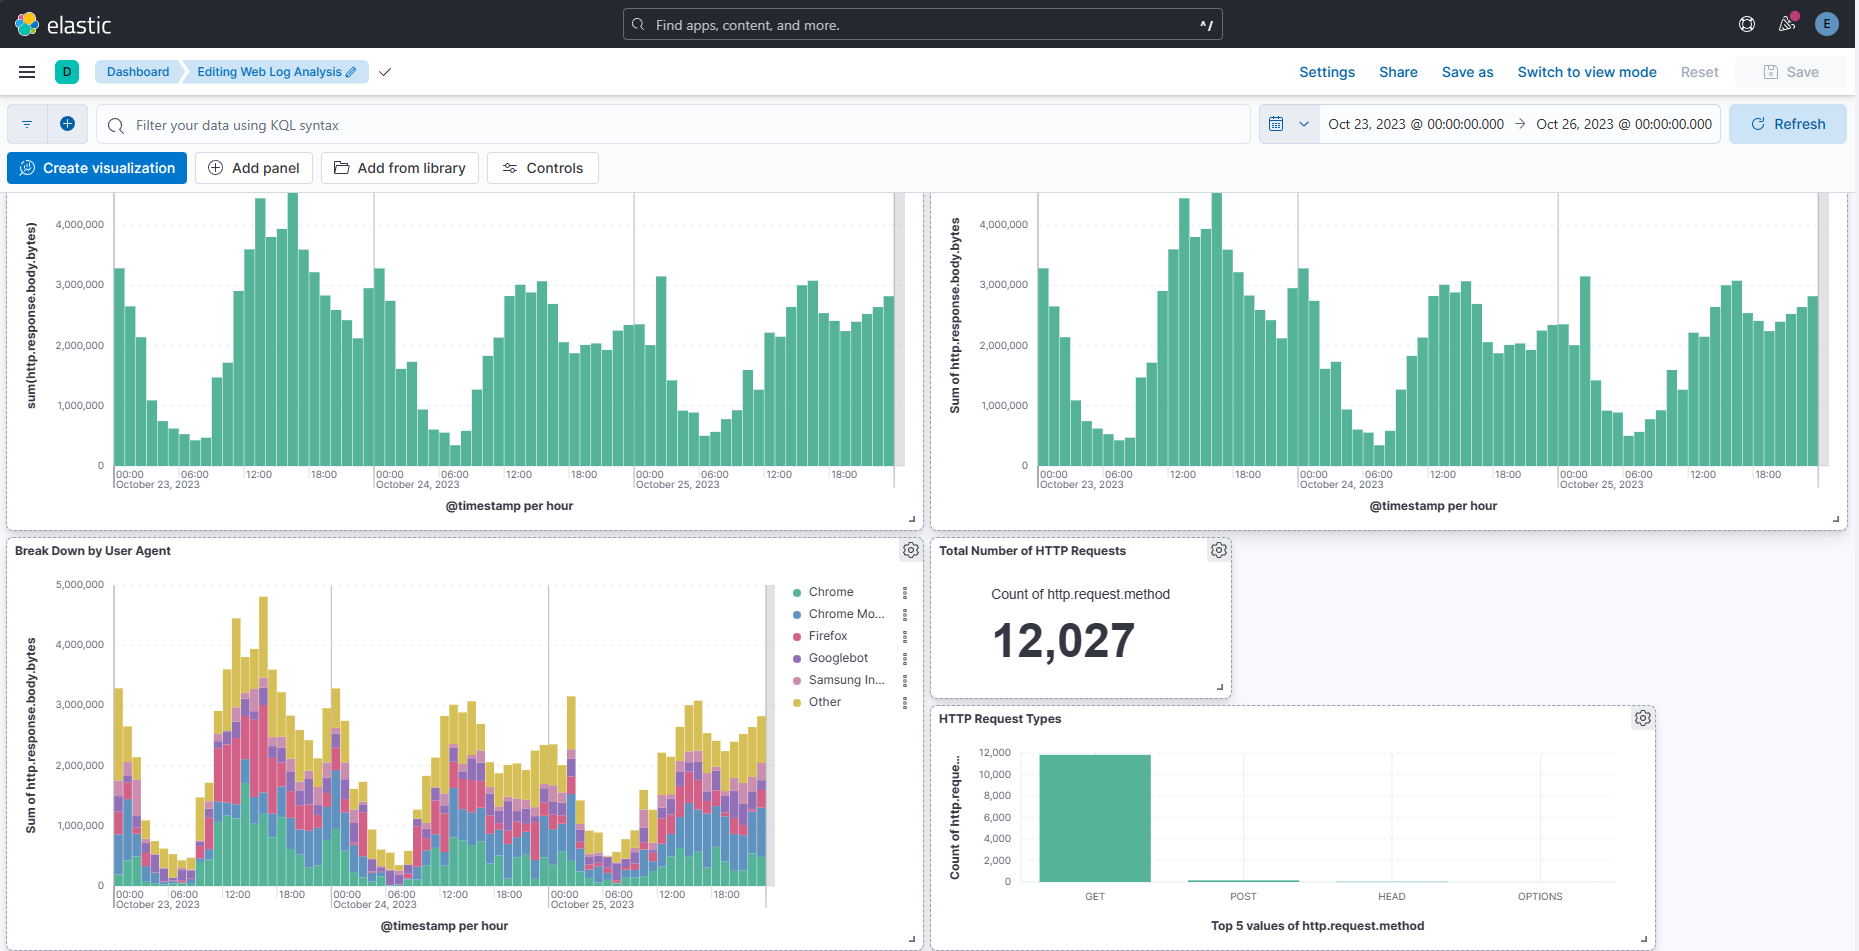 elastic
Find apps, content, and more.
^/
E
D
Dashboard
Editing Web Log Analysis
Settings
Share
Save as
Switch to view mode
Reset
Save
Filter your data using KQL syntax
Oct 23, 2023 @ 00:00:00.000 → Oct 26, 2023 @ 00:00:00.000
Refresh
Create visualization
Add panel
Add from library
Controls
sum(http.response.body.bytes)
4,000,000
3,000,000
2,000,000
1,000,000
0
00:00 06:00 12:00 18:00 00:00 06:00 12:00 18:00 00:00 06:00 12:00 18:00
October 23, 2023 October 24, 2023 October 25, 2023
@timestamp per hour
Sum of http.response.body.bytes
4,000,000
3,000,000
2,000,000
1,000,000
0
00:00 06:00 12:00 18:00 00:00 06:00 12:00 18:00 00:00 06:00 12:00 18:00
October 23, 2023 October 24, 2023 October 25, 2023
@timestamp per hour
Break Down by User Agent
Sum of http.response.body.bytes
5,000,000
4,000,000
3,000,000
2,000,000
1,000,000
0
00:00 06:00 12:00 18:00 00:00 06:00 12:00 18:00 00:00 06:00 12:00 18:00
October 23, 2023 October 24, 2023 October 25, 2023
@timestamp per hour
Chrome
Chrome Mo...
Firefox
Googlebot
Samsung In...
Other
Total Number of HTTP Requests
Count of http.request.method
12,027
HTTP Request Types
Count of http.reque...
12,000
10,000
8,000
6,000
4,000
2,000
0
GET POST HEAD OPTIONS
Top 5 values of http.request.method